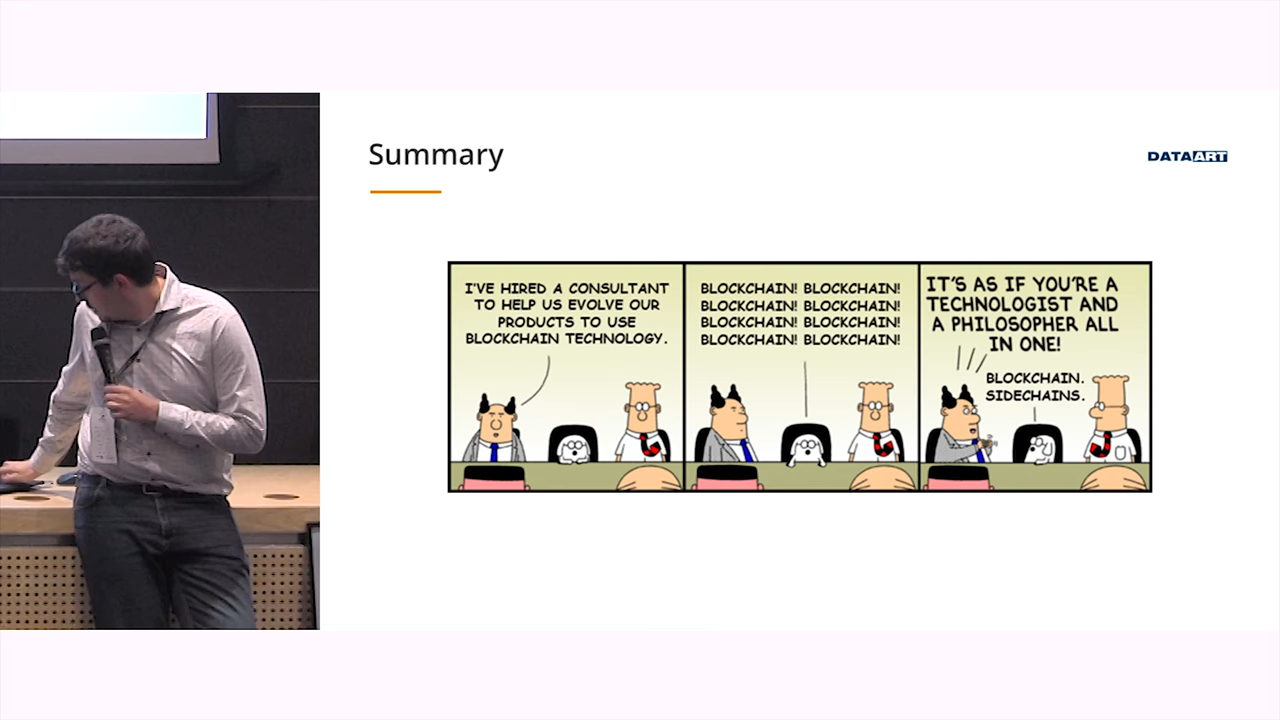 Summary
DATAART
I'VE HIRED A CONSULTANT
TO HELP US EVOLVE OUR
PRODUCTS TO USE
BLOCKCHAIN TECHNOLOGY.
BLOCKCHAIN! BLOCKCHAIN!
BLOCKCHAIN! BLOCKCHAIN!
BLOCKCHAIN! BLOCKCHAIN!
BLOCKCHAIN! BLOCKCHAIN!
IT'S AS IF YOU'RE A
TECHNOLOGIST AND
A PHILOSOPHER ALL
IN ONE!
BLOCKCHAIN.
SIDECHAINS.